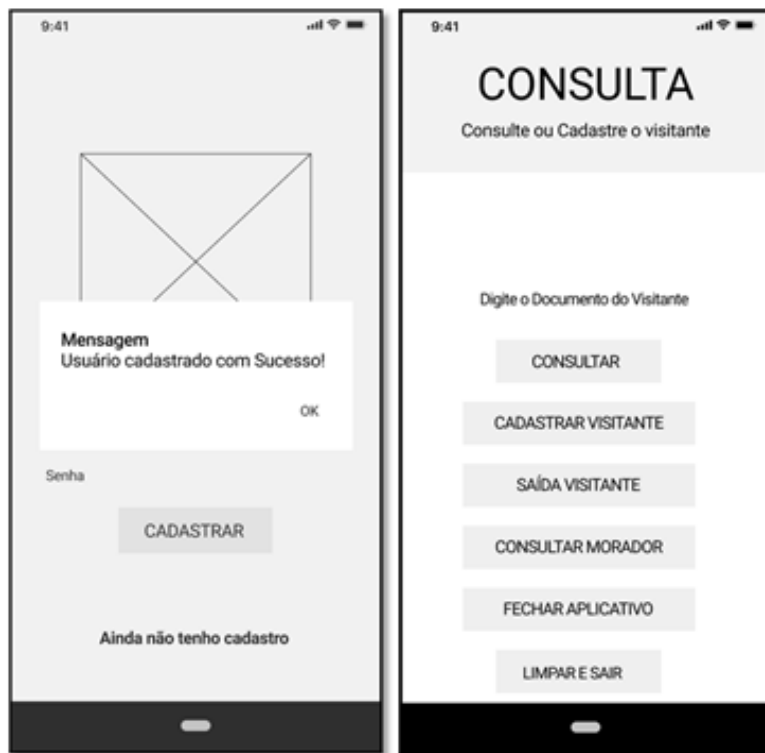 9:41
Mensagem
Usuário cadastrado com Sucesso!
OK
Senha
CADASTRAR
Ainda não tenho cadastro
9:41
CONSULTA
Consulte ou Cadastre o visitante
Digite o Documento do Visitante
CONSULTAR
CADASTRAR VISITANTE
SAÍDA VISITANTE
CONSULTAR MORADOR
FECHAR APLICATIVO
LIMPAR E SAIR